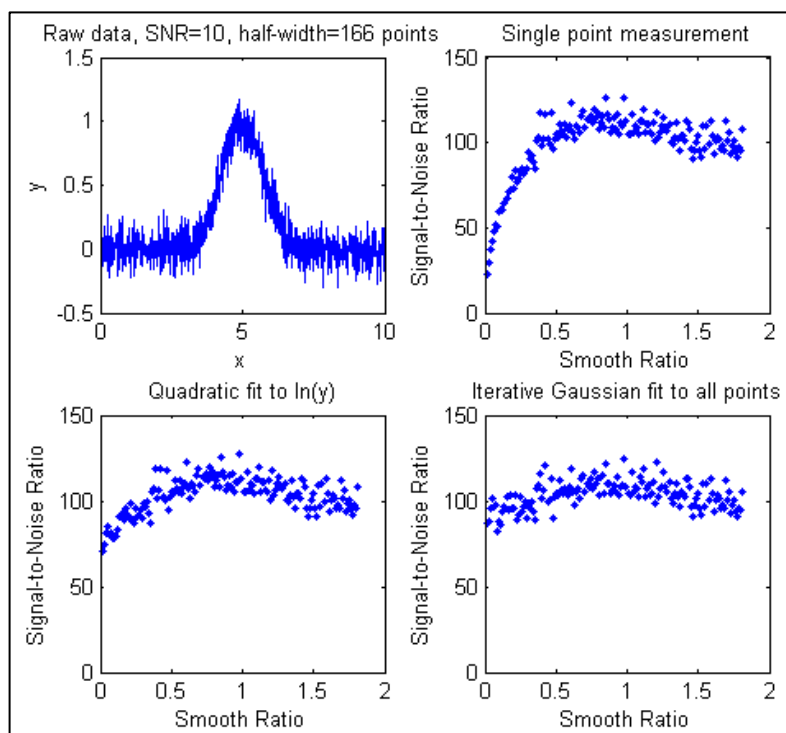 Raw data, SNR=10, half-width=166 points
1.5
1
0.5
0
-0.5
y
0
5
10
x
Single point measurement
150
100
50
0
Signal-to-Noise Ratio
0
0.5
1
1.5
2
Smooth Ratio
Quadratic fit to ln(y)
150
100
50
0
Signal-to-Noise Ratio
0
0.5
1
1.5
2
Smooth Ratio
Iterative Gaussian fit to all points
150
100
50
0
Signal-to-Noise Ratio
0
0.5
1
1.5
2
Smooth Ratio